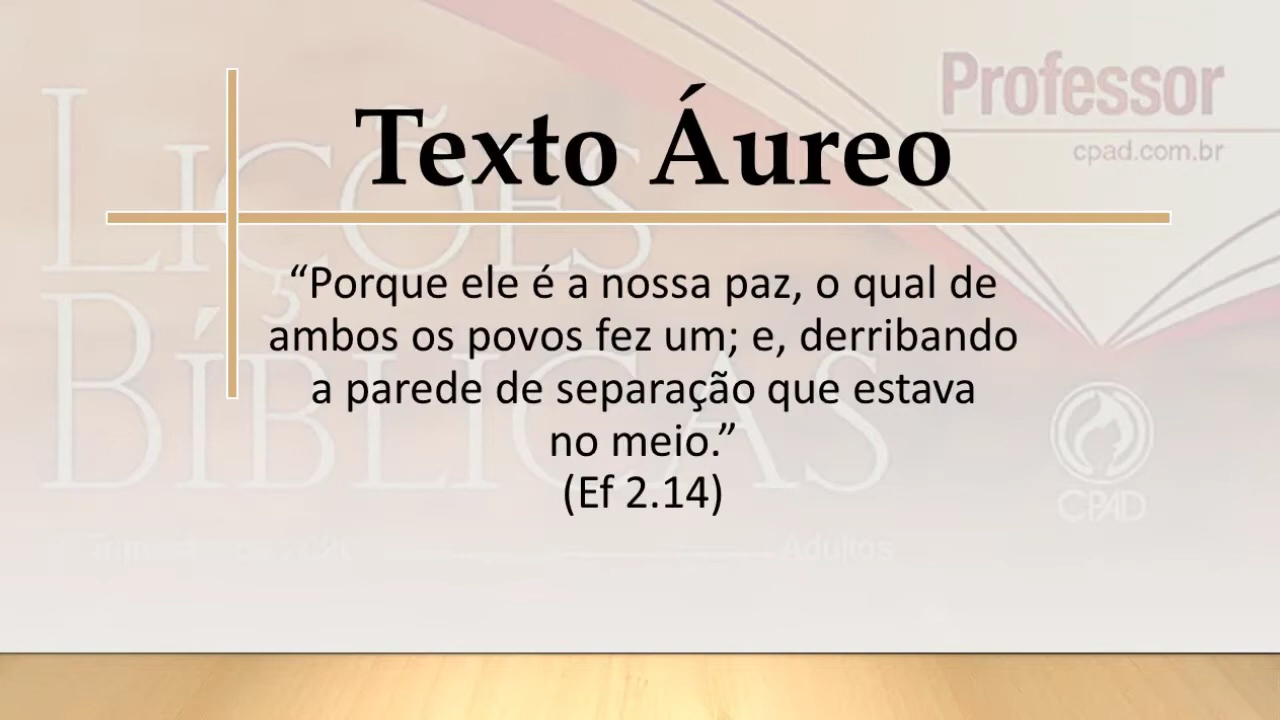 Professor
cpad.com.br
Texto Áureo
LIÇÕES
BÍBLICAS
“Porque ele é a nossa paz, o qual de
ambos os povos fez um; e, derribando
a parede de separação que estava
no meio.”
(Ef 2.14)
CPAD
Adultos